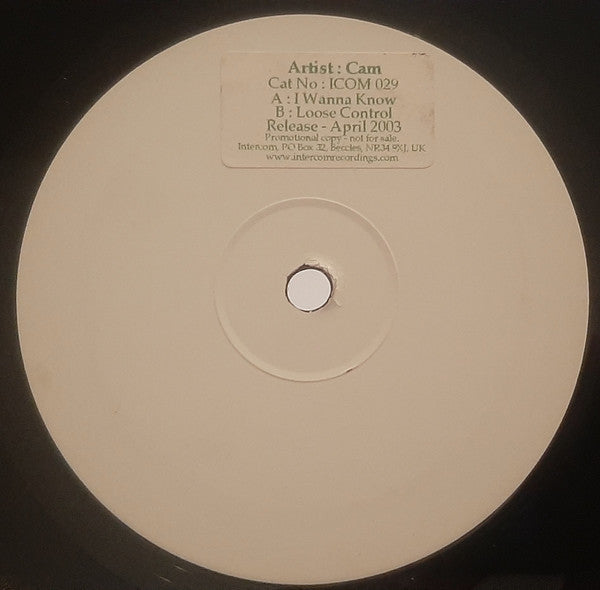 Artist : Cam
Cat No : ICOM 029
A : I Wanna Know
B : Loose Control
Release - April 2003
Promotional copy - not for sale.
Intercom, PO Box 32, Beccles, NR34 9XJ, UK
www.intercomrecordings.com